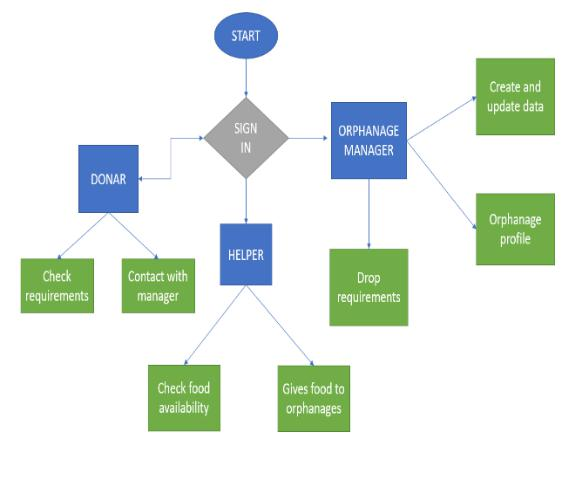 START
SIGN
IN
ORPHANAGE
MANAGER
Create and
update data
DONAR
Orphanage
profile
HELPER
Check
requirements
Contact with
manager
Drop
requirements
Check food
availability
Gives food to
orphanages